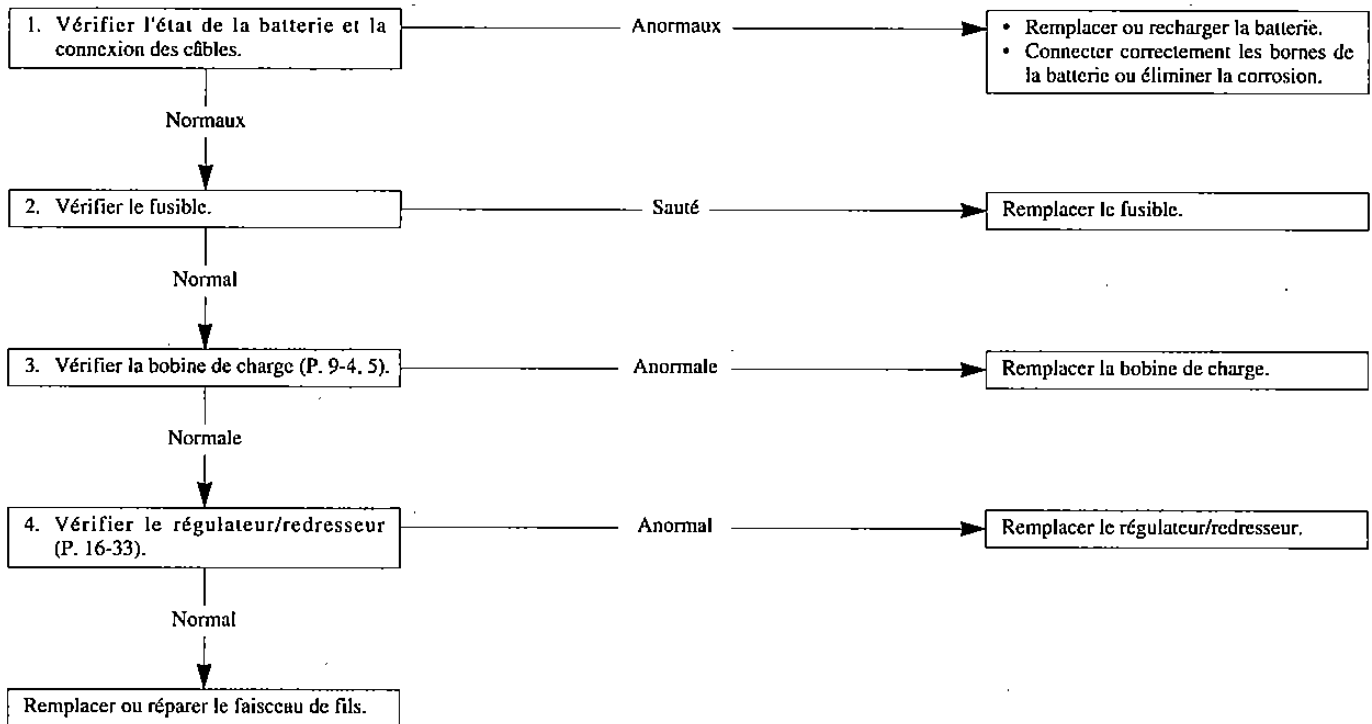 1. Vérifier l'état de la batterie et la
connexion des câbles.
Anormaux
• Remplacer ou recharger la batterie.
• Connecter correctement les bornes de
la batterie ou éliminer la corrosion.
Normaux
2. Vérifier le fusible.
Sauté
Remplacer le fusible.
Normal
3. Vérifier la bobine de charge (P. 9-4, 5).
Anormale
Remplacer la bobine de charge.
Normale
4. Vérifier le régulateur/redresseur
(P. 16-33).
Anormal
Remplacer le régulateur/redresseur.
Normal
Remplacer ou réparer le faisceau de fils.